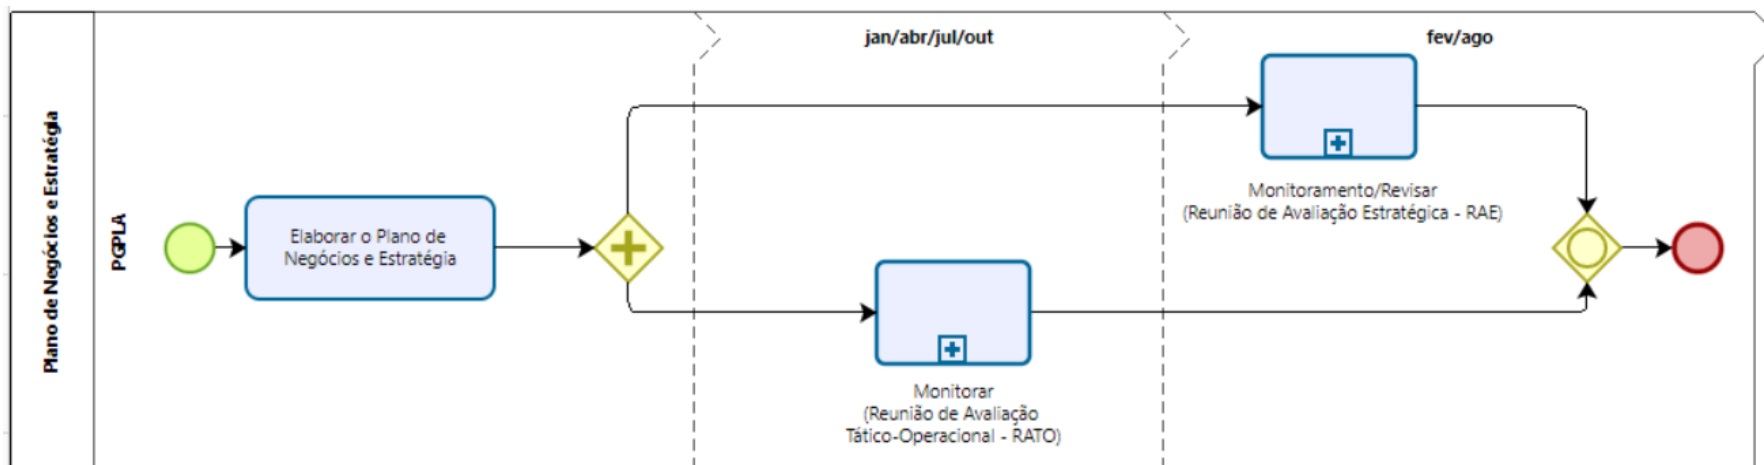 Plano de Negócios e Estratégia
PGPLA
jan/abr/jul/out
fev/ago
Elaborar o Plano de
Negócios e Estratégia
Monitoramento/Revisar
(Reunião de Avaliação Estratégica - RAE)
Monitorar
(Reunião de Avaliação
Tático-Operacional - RATO)